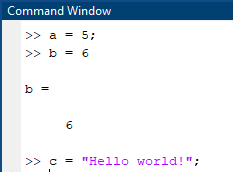 Command Window
>> a = 5;
>> b = 6
b =
6
>> c = "Hello world!";